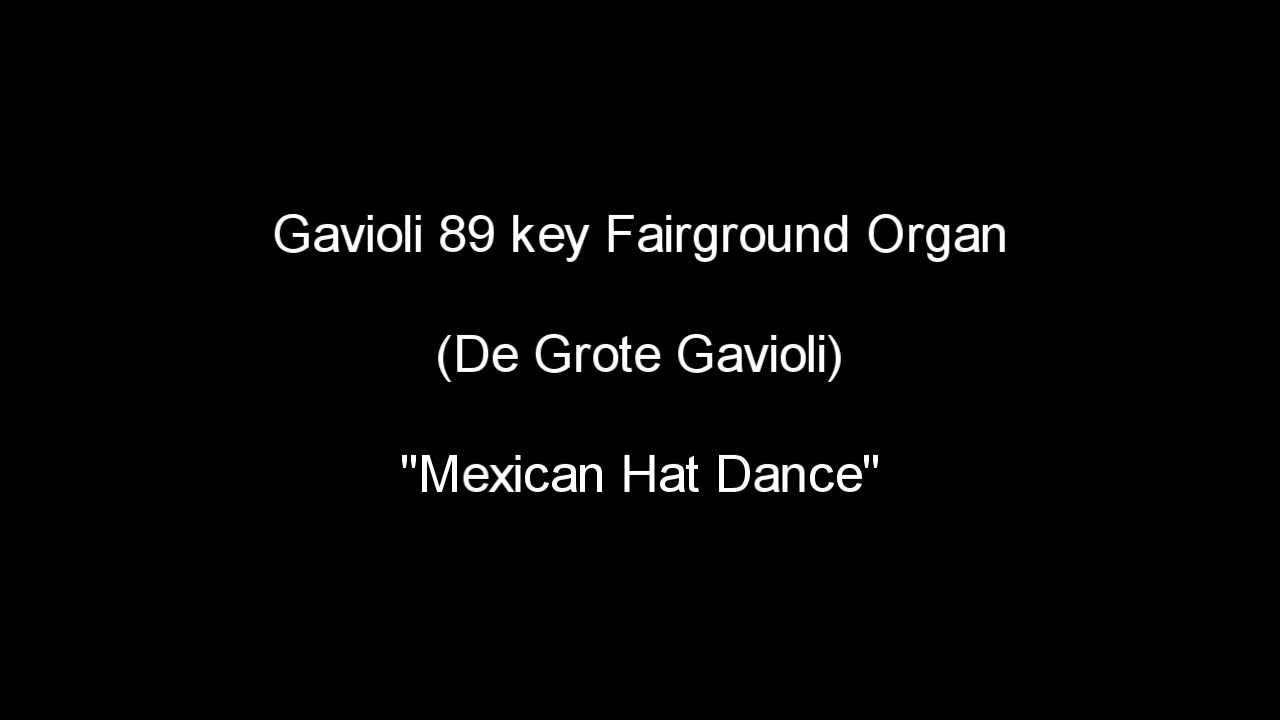 Gavioli 89 key Fairground Organ
(De Grote Gavioli)
"Mexican Hat Dance"